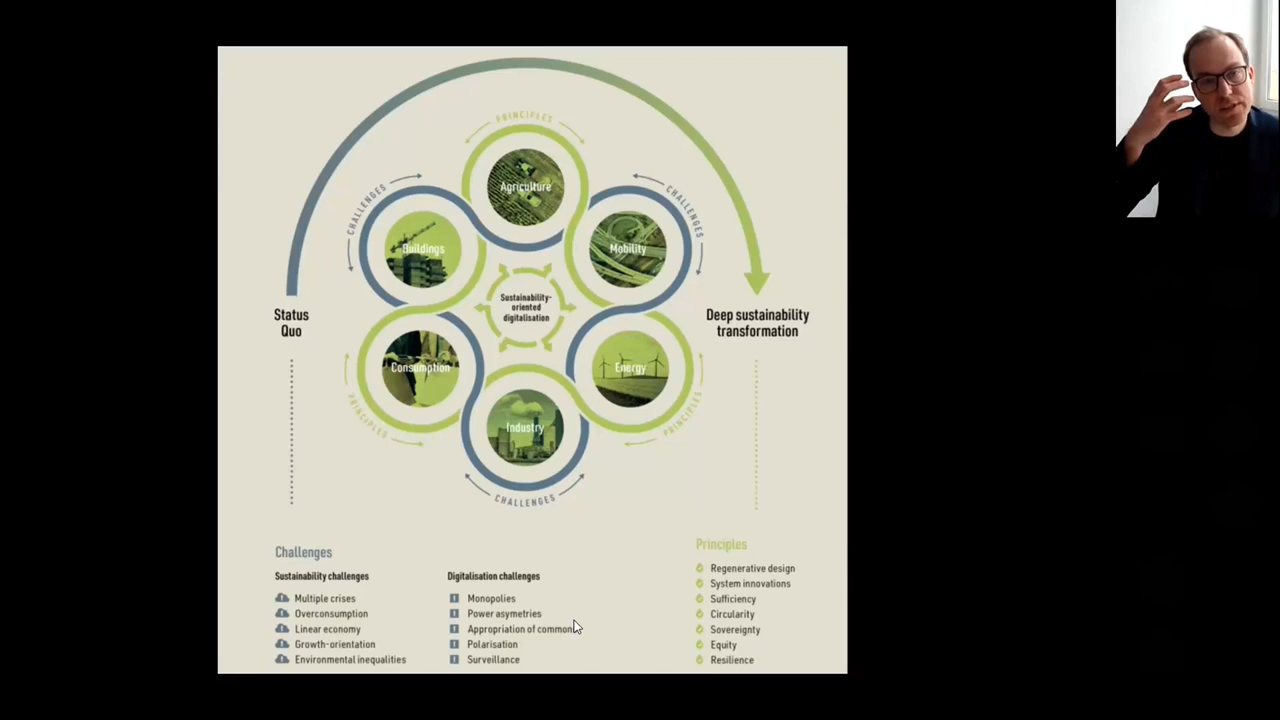 PRINCIPLES
Agriculture
CHALLENGES
CHALLENGES
Buildings
Mobility
Sustainability-
oriented
digitalisation
Status
Quo
Deep sustainability
transformation
Consumption
Energy
PRINCIPLES
PRINCIPLES
Industry
CHALLENGES
Challenges
Sustainability challenges
Multiple crises
Overconsumption
Linear economy
Growth-orientation
Environmental inequalities
Digitalisation challenges
Monopolies
Power asymetries
Appropriation of common
Polarisation
Surveillance
Principles
Regenerative design
System innovations
Sufficiency
Circularity
Sovereignty
Equity
Resilience